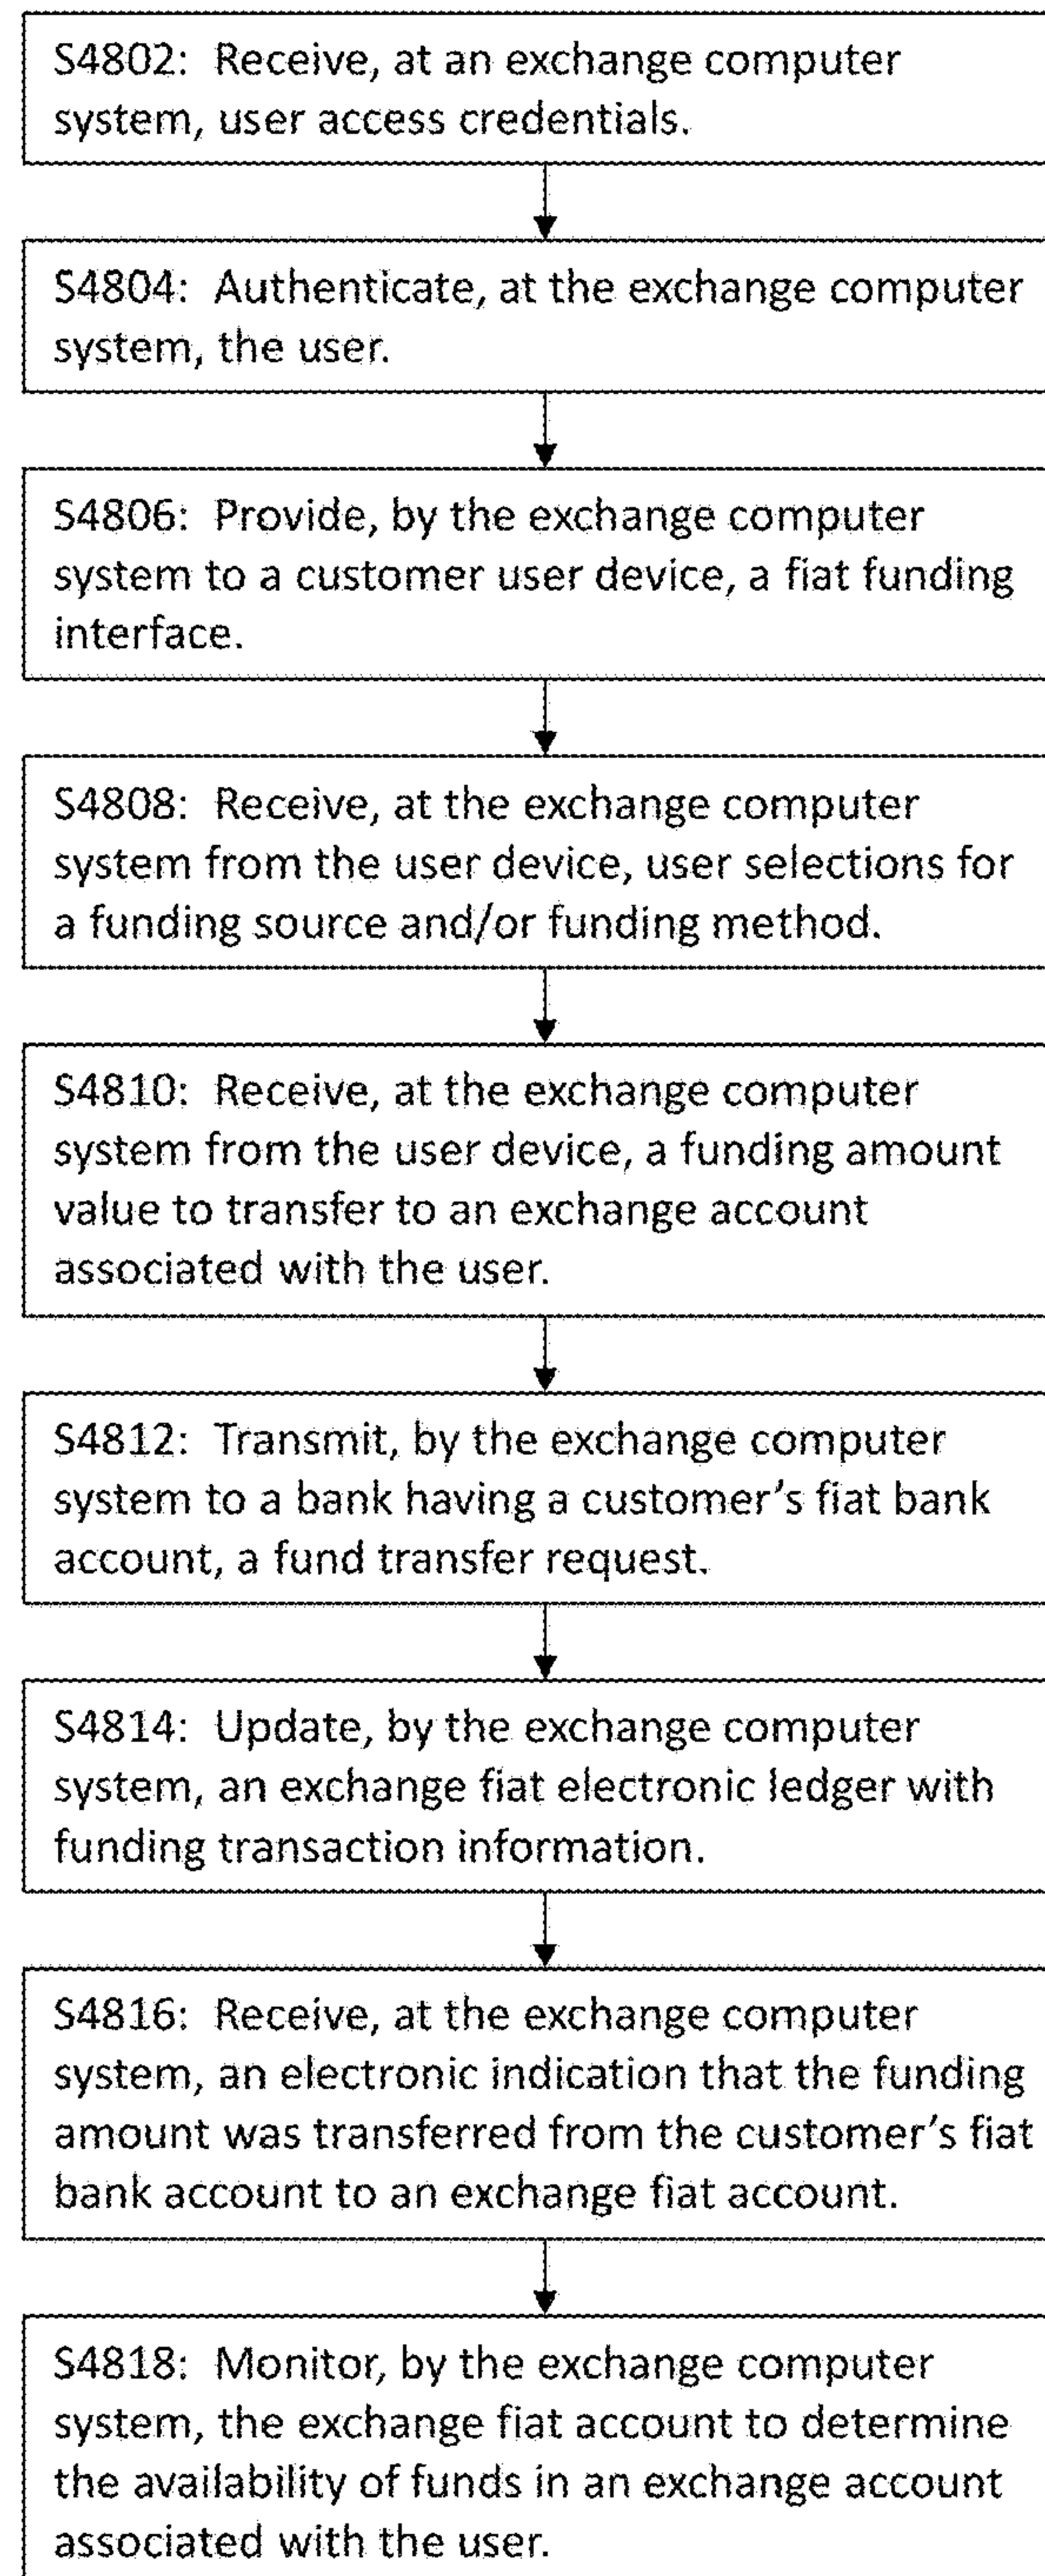 S4802: Receive, at an exchange computer
system, user access credentials.
S4804: Authenticate, at the exchange computer
system, the user.
S4806: Provide, by the exchange computer
system to a customer user device, a fiat funding
interface.
S4808: Receive, at the exchange computer
system from the user device, user selections for
a funding source and/or funding method.
S4810: Receive, at the exchange computer
system from the user device, a funding amount
value to transfer to an exchange account
associated with the user.
S4812: Transmit, by the exchange computer
system to a bank having a customer's fiat bank
account, a fund transfer request.
S4814: Update, by the exchange computer
system, an exchange fiat electronic ledger with
funding transaction information.
S4816: Receive, at the exchange computer
system, an electronic indication that the funding
amount was transferred from the customer's fiat
bank account to an exchange fiat account.
S4818: Monitor, by the exchange computer
system, the exchange fiat account to determine
the availability of funds in an exchange account
associated with the user.